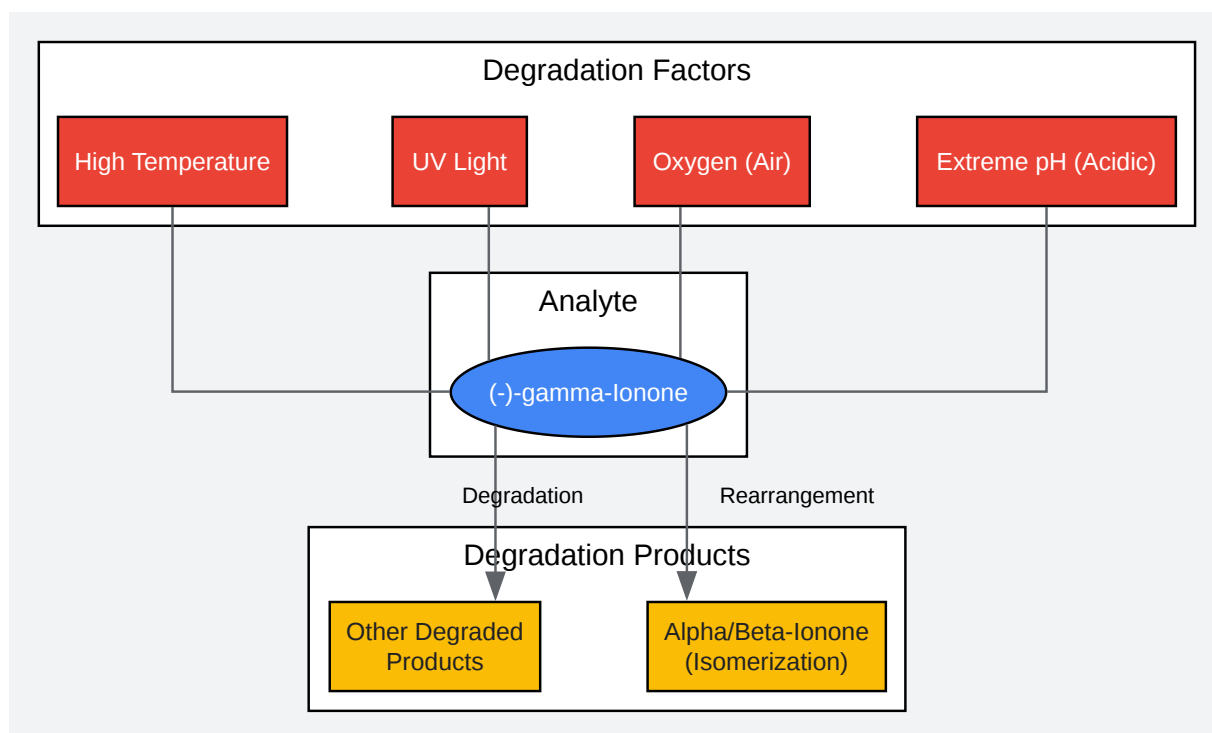 Degradation Factors
High Temperature
UV Light
Oxygen (Air)
Extreme pH (Acidic)
Analyte
(-)-gamma-Ionone
Degradation
Rearrangement
Degradation Products
Other Degraded
Products
Alpha/Beta-Ionone
(Isomerization)